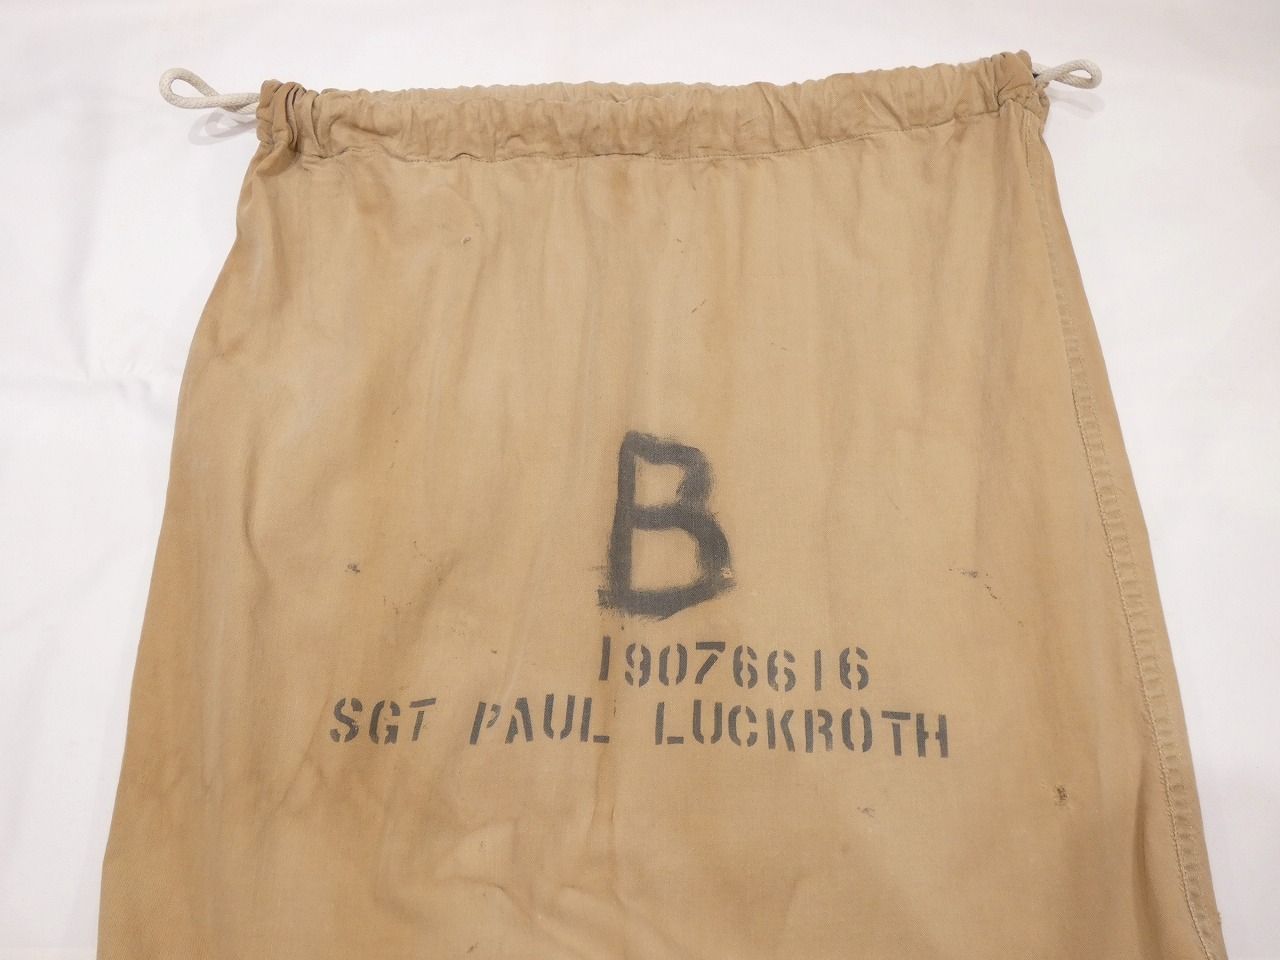 B
19076616
SGT PAUL LUCKROTH